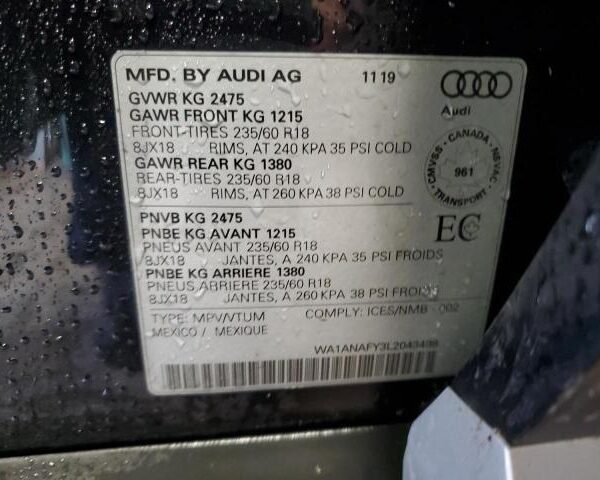 MFD. BY AUDI AG 11 19
Audi
GVWR KG 2475
GAWR FRONT KG 1215
FRONT-TIRES 235/60 R18
8JX18 RIMS, AT 240 KPA 35 PSI COLD
GAWR REAR KG 1380
REAR-TIRES 235/60 R18
8JX18 RIMS, AT 260 KPA 38 PSI COLD
CANADA
CMVSS - NSVAC
961
TRANSPORT
PNVB KG 2475
PNBE KG AVANT 1215
PNEUS AVANT 235/60 R18
8JX18 JANTES, A 240 KPA 35 PSI FROIDS
PNBE KG ARRIERE 1380
PNEUS ARRIERE 235/60 R18
8JX18 JANTES, A 260 KPA 38 PSI FROIDS
EC
TYPE: MPV/VTUM COMPLY: ICES/NMB - 002
MEXICO / MEXIQUE
WA1ANAFY3L2043498